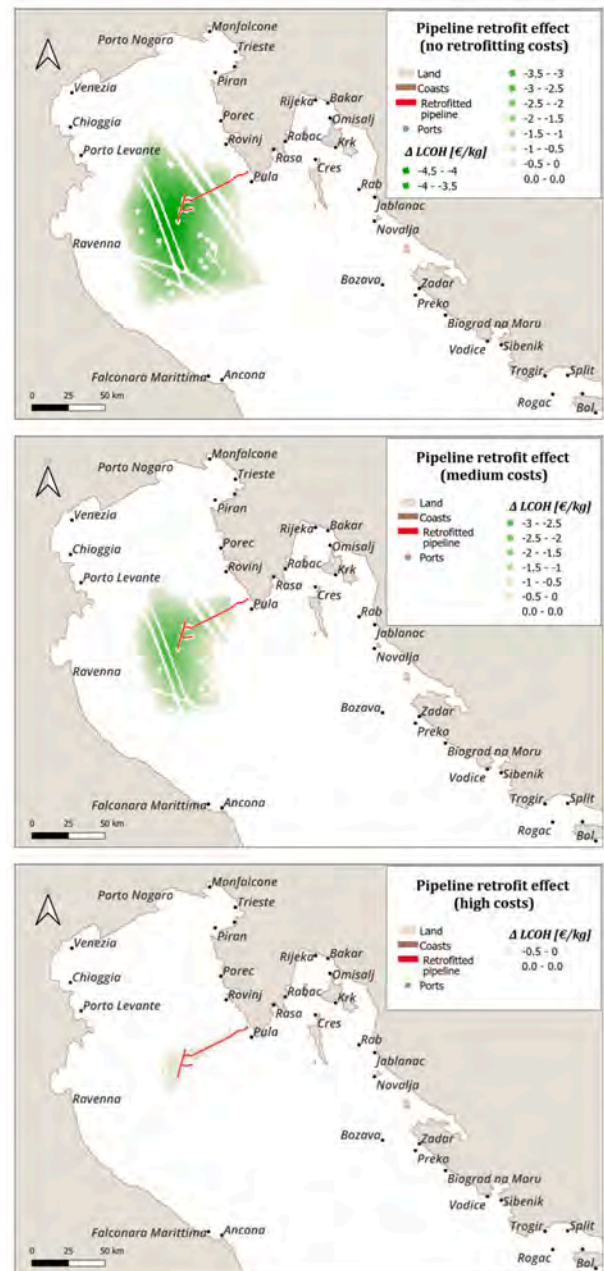 Pipeline retrofit effect
(no retrofitting costs)
Land
Coasts
Retrofitted
pipeline
Ports
Δ LCOH [€/kg]
-4.5 - -4
-4 - -3.5
-3.5 - -3
-3 - -2.5
-2.5 - -2
-2 - -1.5
-1.5 - -1
-1 - -0.5
-0.5 - 0
0.0 - 0.0
Monfalcone
Porto Nogaro
Trieste
Piran
Venezia
Chioggia
Porto Levante
Porec
Rovinj
Pula
Rijeka
Bakar
Omisalj
Rabac
Krk
Rasa
Cres
Rab
Jablanac
Novalja
Ravenna
Bozava
Zadar
Preko
Biograd na Moru
Vodice
Sibenik
Trogir
Split
Rogac
Bol
Falconara Marittima
Ancona
0 25 50 km
Pipeline retrofit effect
(medium costs)
Land
Coasts
Retrofitted
pipeline
Ports
Δ LCOH [€/kg]
-3 - -2.5
-2.5 - -2
-2 - -1.5
-1.5 - -1
-1 - -0.5
-0.5 - 0
0.0 - 0.0
Monfalcone
Porto Nogaro
Trieste
Piran
Venezia
Chioggia
Porto Levante
Porec
Rovinj
Pula
Rijeka
Bakar
Omisalj
Rabac
Krk
Rasa
Cres
Rab
Jablanac
Novalja
Ravenna
Bozava
Zadar
Preko
Biograd na Moru
Vodice
Sibenik
Trogir
Split
Rogac
Bol
Falconara Marittima
Ancona
0 25 50 km
Pipeline retrofit effect
(high costs)
Land
Coasts
Retrofitted
pipeline
Ports
Δ LCOH [€/kg]
-0.5 - 0
0.0 - 0.0
Monfalcone
Porto Nogaro
Trieste
Piran
Venezia
Chioggia
Porto Levante
Porec
Rovinj
Pula
Rijeka
Bakar
Omisalj
Rabac
Krk
Rasa
Cres
Rab
Jablanac
Novalja
Ravenna
Bozava
Zadar
Preko
Biograd na Moru
Vodice
Sibenik
Trogir
Split
Rogac
Bol
Falconara Marittima
Ancona
0 25 50 km